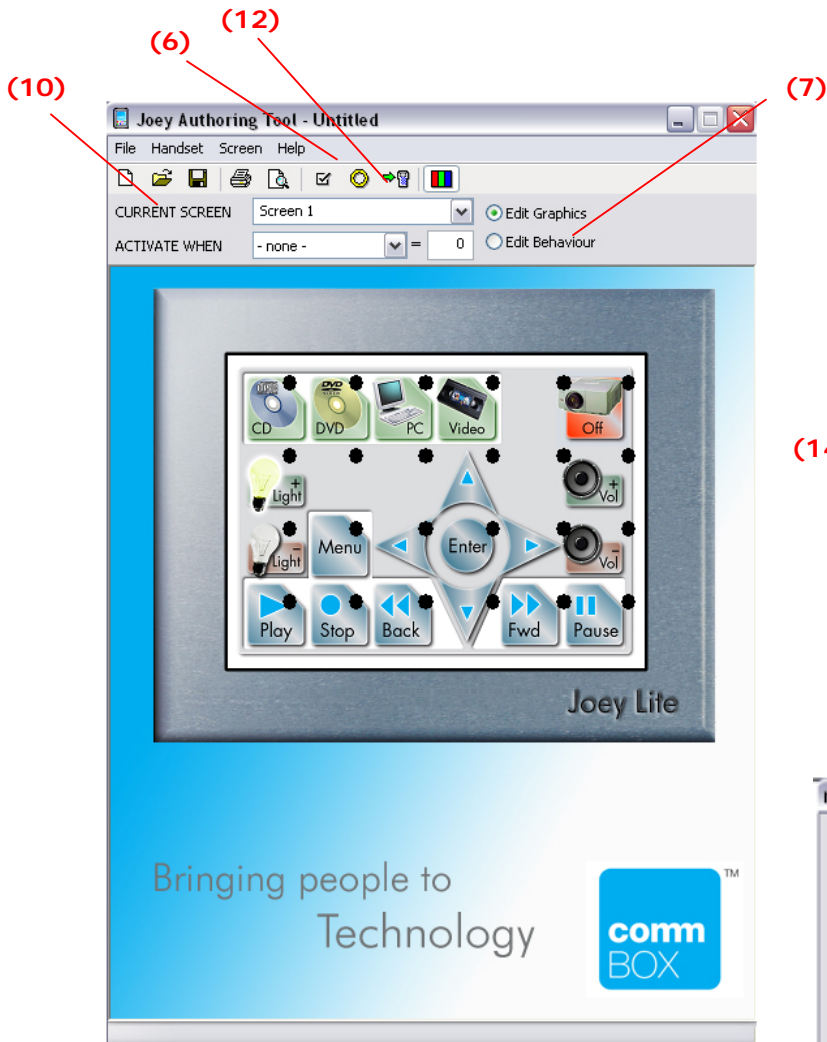 (12)
(6)
(10)
(7)
Joey Authoring Tool - Untitled
File Handset Screen Help
CURRENT SCREEN Screen 1 Edit Graphics
ACTIVATE WHEN - none - = 0 Edit Behaviour
CD DVD PC Video Off
(14
+ Light + Vol
- Light Menu Enter - Vol
Play Stop Back Fwd Pause
Joey Lite
Bringing people to
Technology
comm
BOX
TM